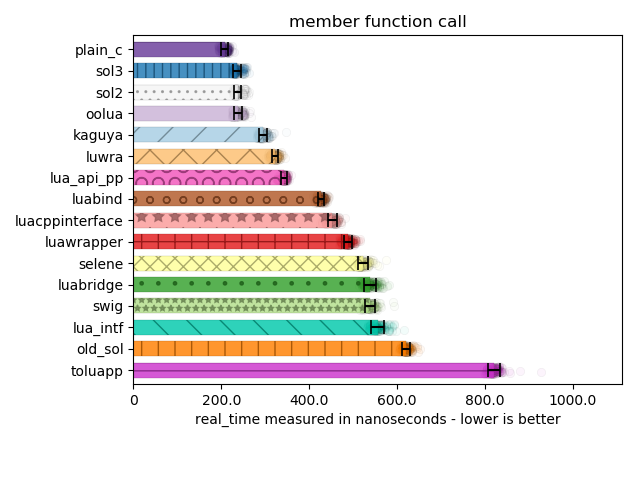 member function call
plain_c
sol3
sol2
oolua
kaguya
luwra
lua_api_pp
luabind
luacppinterface
luawrapper
selene
luabridge
swig
lua_intf
old_sol
toluapp
0 200.0 400.0 600.0 800.0 1000.0
real_time measured in nanoseconds - lower is better